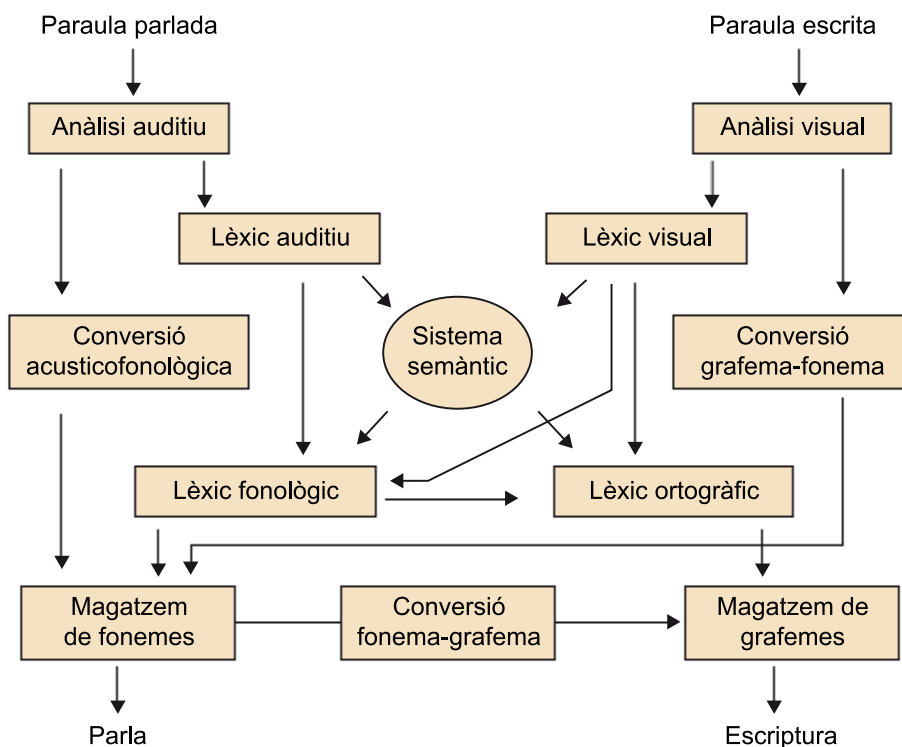 Paraula parlada
Paraula escrita
Anàlisi auditiu
Anàlisi visual
Lèxic auditiu
Lèxic visual
Conversió
acusticofonològica
Sistema
semàntic
Conversió
grafema-fonema
Lèxic fonològic
Lèxic ortogràfic
Magatzem
de fonemes
Conversió
fonema-grafema
Magatzem de
grafemes
Parla
Escriptura